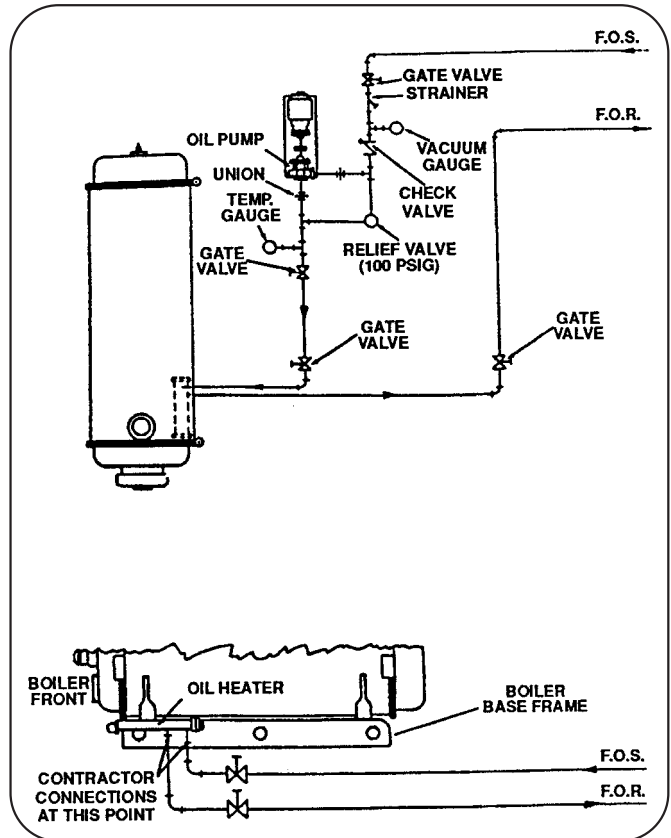 F.O.S.
GATE VALVE
STRAINER
F.O.R.
OIL PUMP
VACUUM
GAUGE
UNION
CHECK
VALVE
TEMP.
GAUGE
RELIEF VALVE
(100 PSIG)
GATE
VALVE
GATE
VALVE
GATE
VALVE
BOILER
FRONT
OIL HEATER
BOILER
BASE FRAME
F.O.S.
CONTRACTOR
CONNECTIONS
AT THIS POINT
F.O.R.